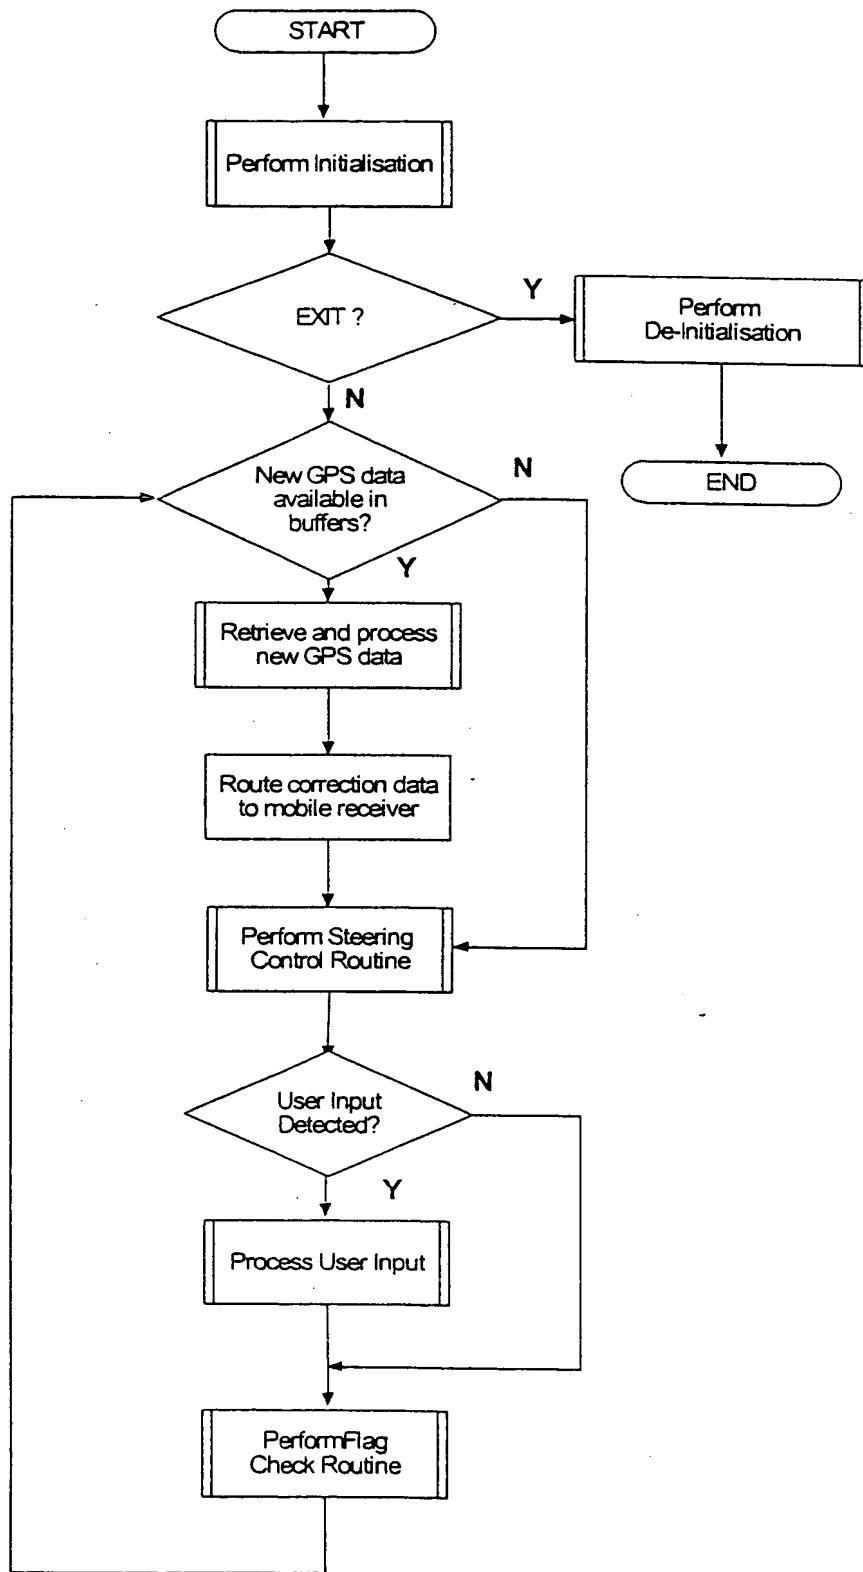 START
Perform Initialisation
EXIT ?
Y
Perform
De-Initialisation
N
END
New GPS data
available in
buffers?
N
Y
Retrieve and process
new GPS data
Route correction data
to mobile receiver
Perform Steering
Control Routine
User Input
Detected?
N
Y
Process User Input
PerformFlag
Check Routine